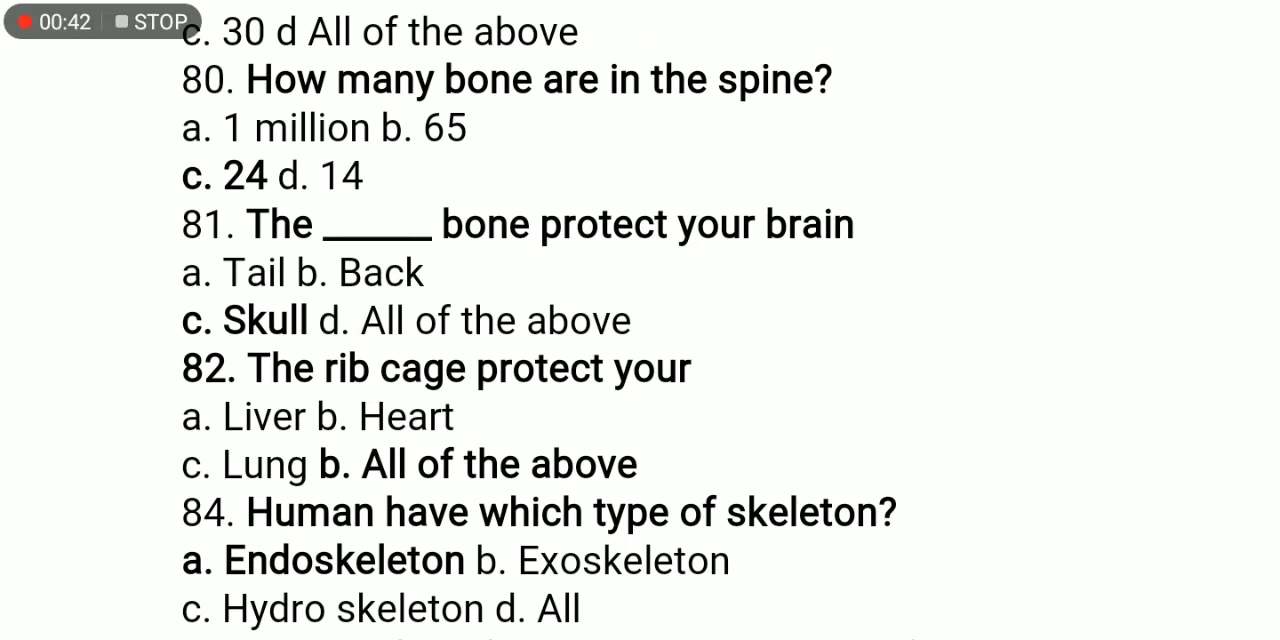 00:42 STOP
c. 30 d All of the above
80. How many bone are in the spine?
a. 1 million b. 65
c. 24 d. 14
81. The ______ bone protect your brain
a. Tail b. Back
c. Skull d. All of the above
82. The rib cage protect your
a. Liver b. Heart
c. Lung b. All of the above
84. Human have which type of skeleton?
a. Endoskeleton b. Exoskeleton
c. Hydro skeleton d. All